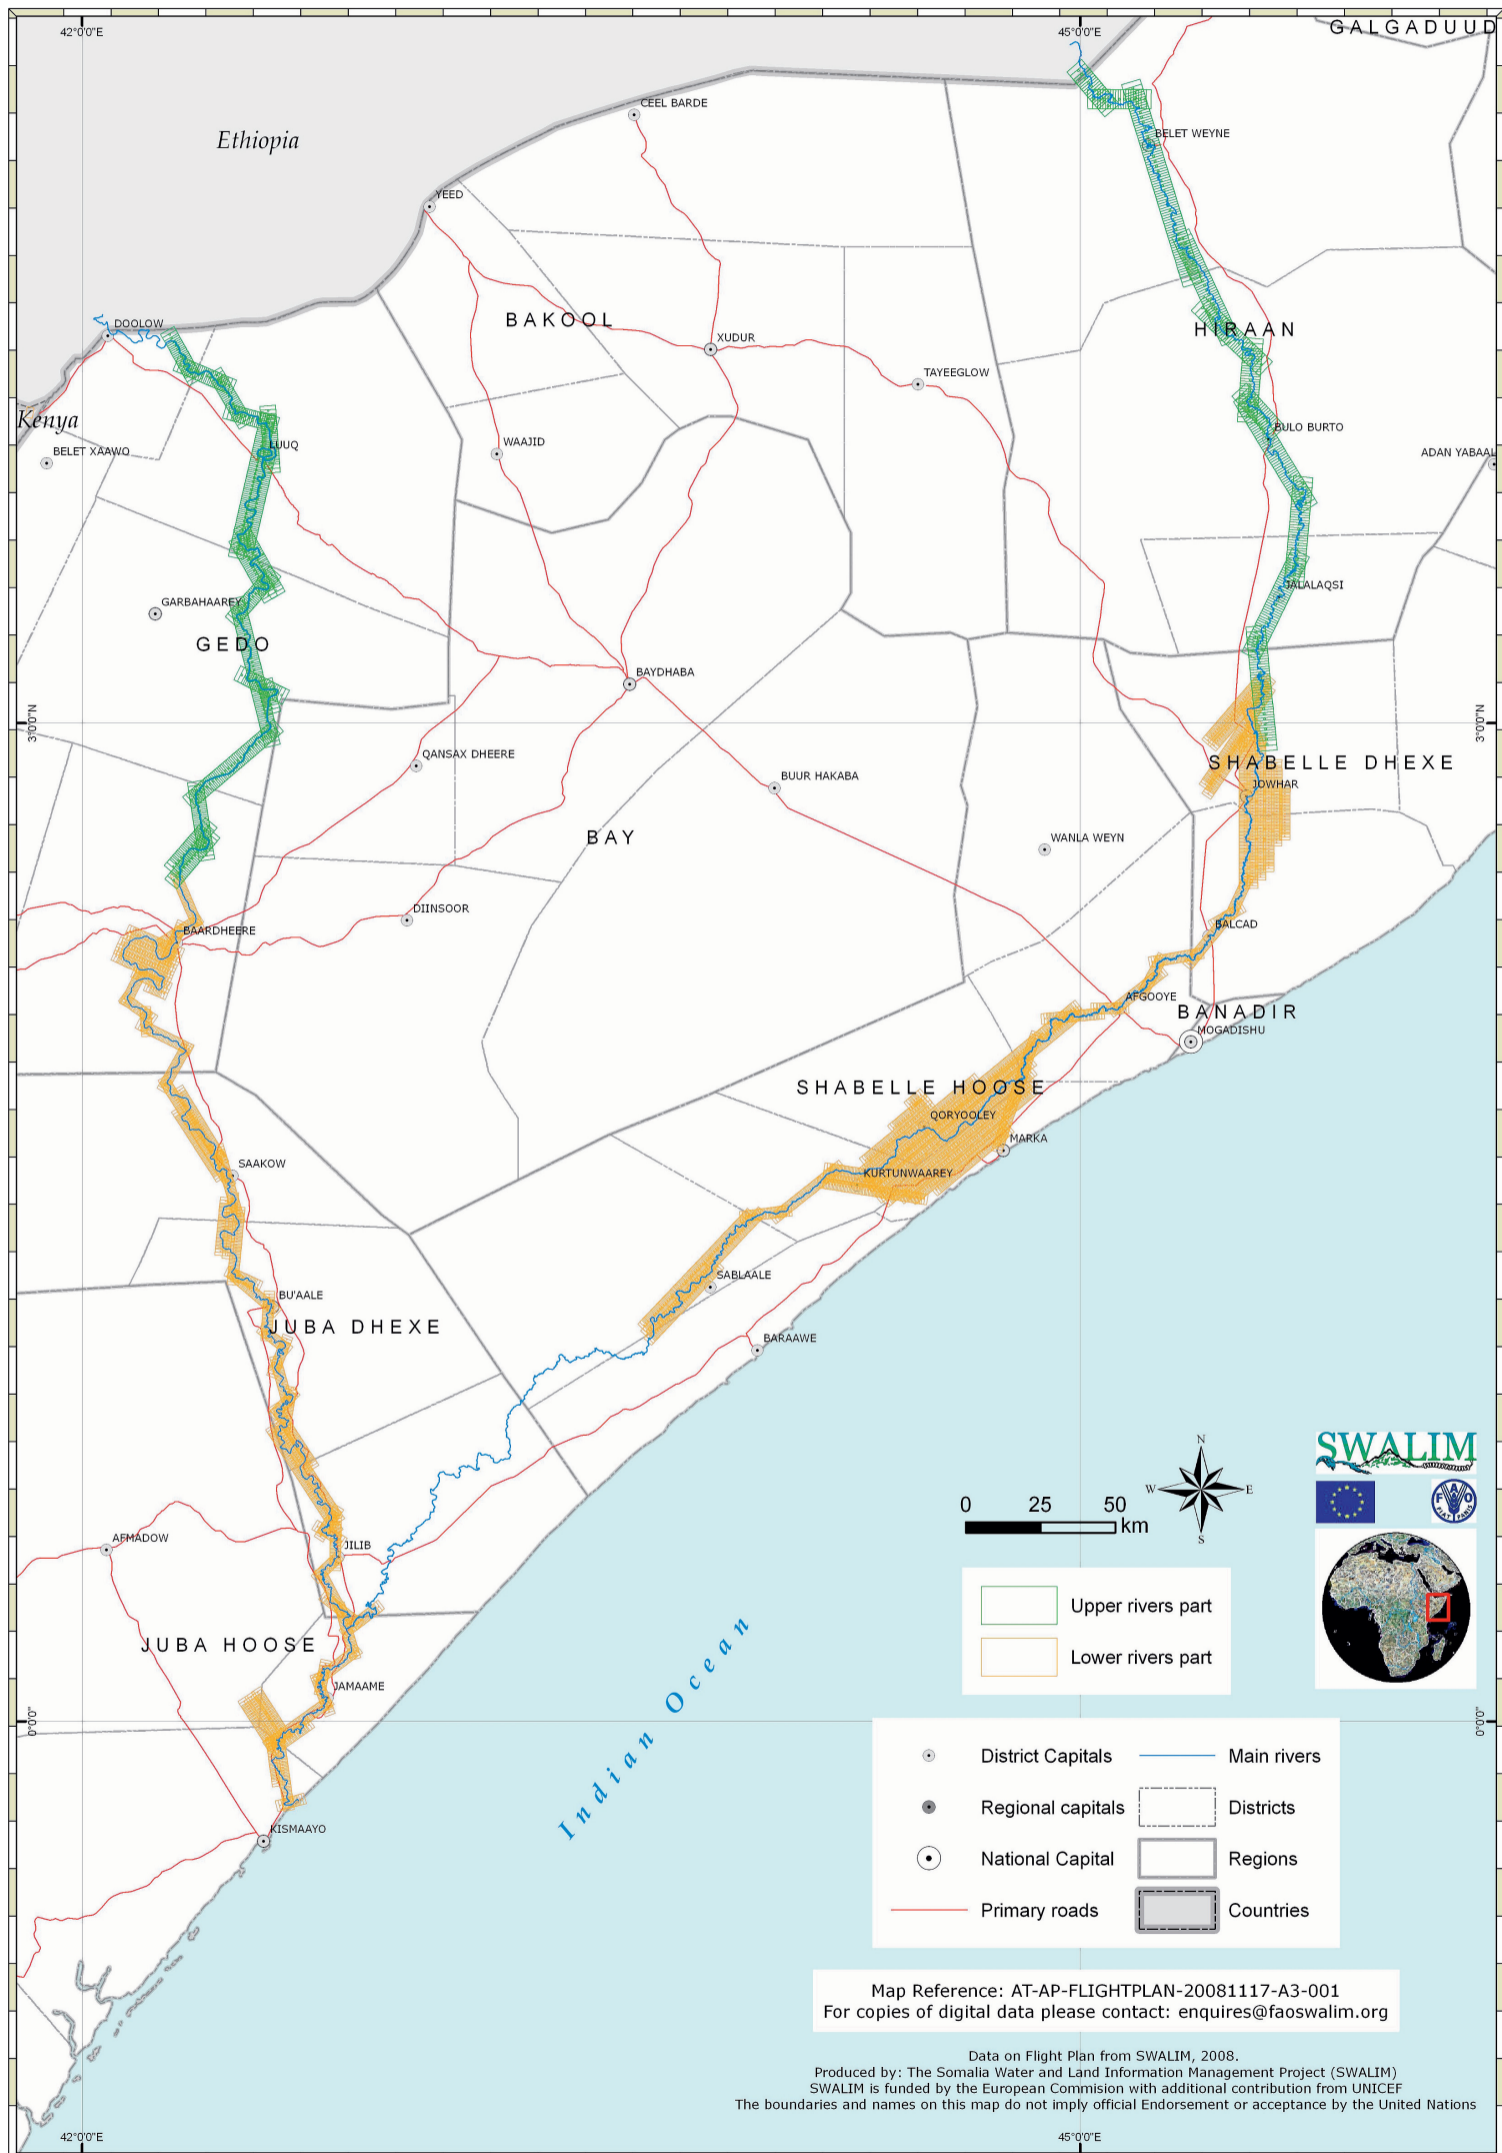 42°0'0"E
45°0'0"E
GALGADUUD
CEEL BARDE
Ethiopia
BELET WEYNE
YEED
BAKOOL
DOOLOW
XUDUR
HIRAAN
TAYEEGLOW
Kenya
LUUQ
WAAJID
BULO BURTO
BELET XAAWO
ADAN YABAAL
JALALAQSI
GARBAHAAREY
GEDO
BAYDHABA
3°0'0"N
3°0'0"N
QANSAX DHEERE
SHABELLE DHEXE
BUUR HAKABA
JOWHAR
BAY
WANLA WEYN
DIINSOOR
BALCAD
BAARDHEERE
AFGOOYE
BANADIR
MOGADISHU
SHABELLE HOOSE
QORYOOLEY
MARKA
SAAKOW
KURTUNWAAREY
SABLAALE
BU'AALE
JUBA DHEXE
BARAAWE
N
W
E
S
SWALIM
0 25 50
km
FAO
FIAT PANIS
AFMADOW
JILIB
Upper rivers part
JUBA HOOSE
Lower rivers part
JAMAAME
Indian Ocean
0°0'0"
0°0'0"
District Capitals
Main rivers
Regional capitals
Districts
KISMAAYO
National Capital
Regions
Primary roads
Countries
Map Reference: AT-AP-FLIGHTPLAN-20081117-A3-001
For copies of digital data please contact: enquires@faoswalim.org
Data on Flight Plan from SWALIM, 2008.
Produced by: The Somalia Water and Land Information Management Project (SWALIM)
SWALIM is funded by the European Commision with additional contribution from UNICEF
The boundaries and names on this map do not imply official Endorsement or acceptance by the United Nations
42°0'0"E
45°0'0"E